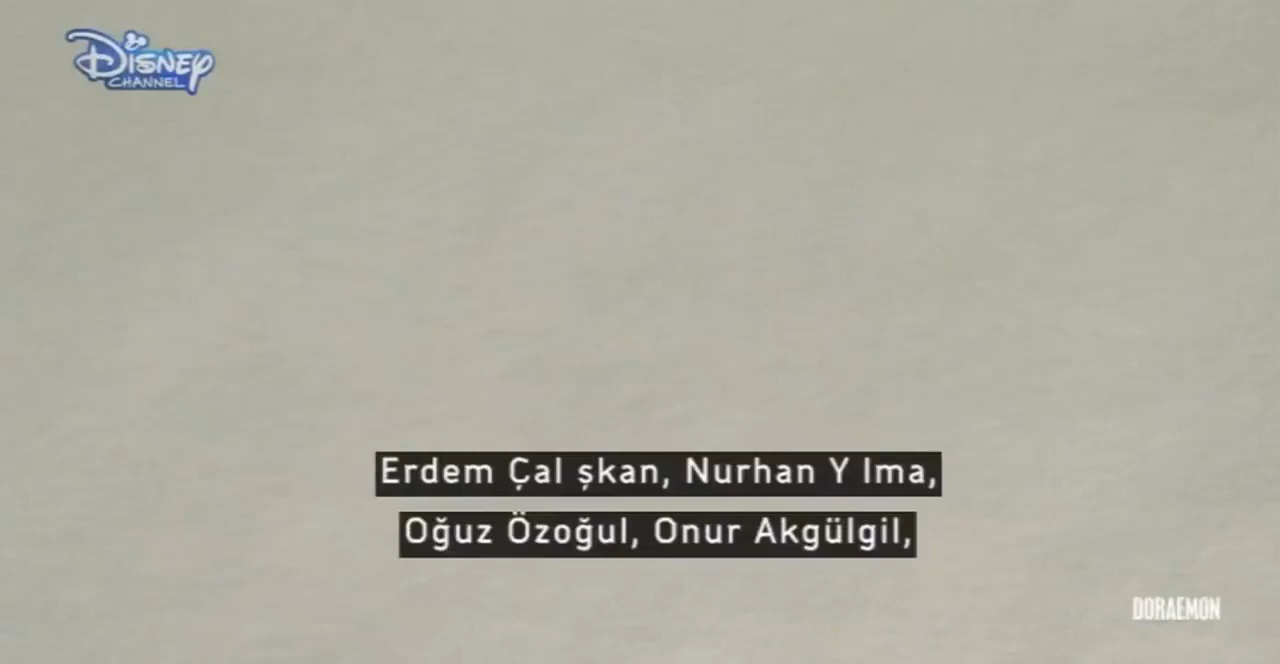 DISNEY
CHANNEL
Erdem Çal şkan, Nurhan Y lma,
Oğuz Özoğul, Onur Akgülgil,
DORAEMON